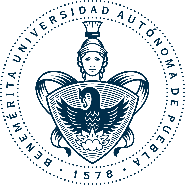 BENEMÉRITA UNIVERSIDAD AUTÓNOMA DE PUEBLA
· 1578 ·